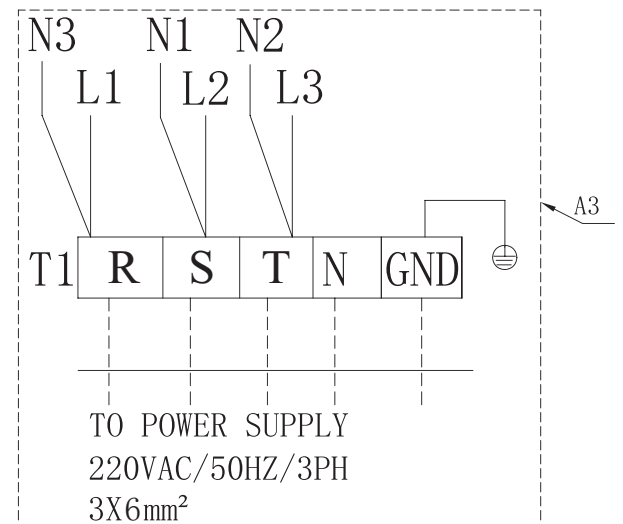 N3 N1 N2
L1 L2 L3
A3
T1 R S T N GND
TO POWER SUPPLY
220VAC/50HZ/3PH
3X6mm²